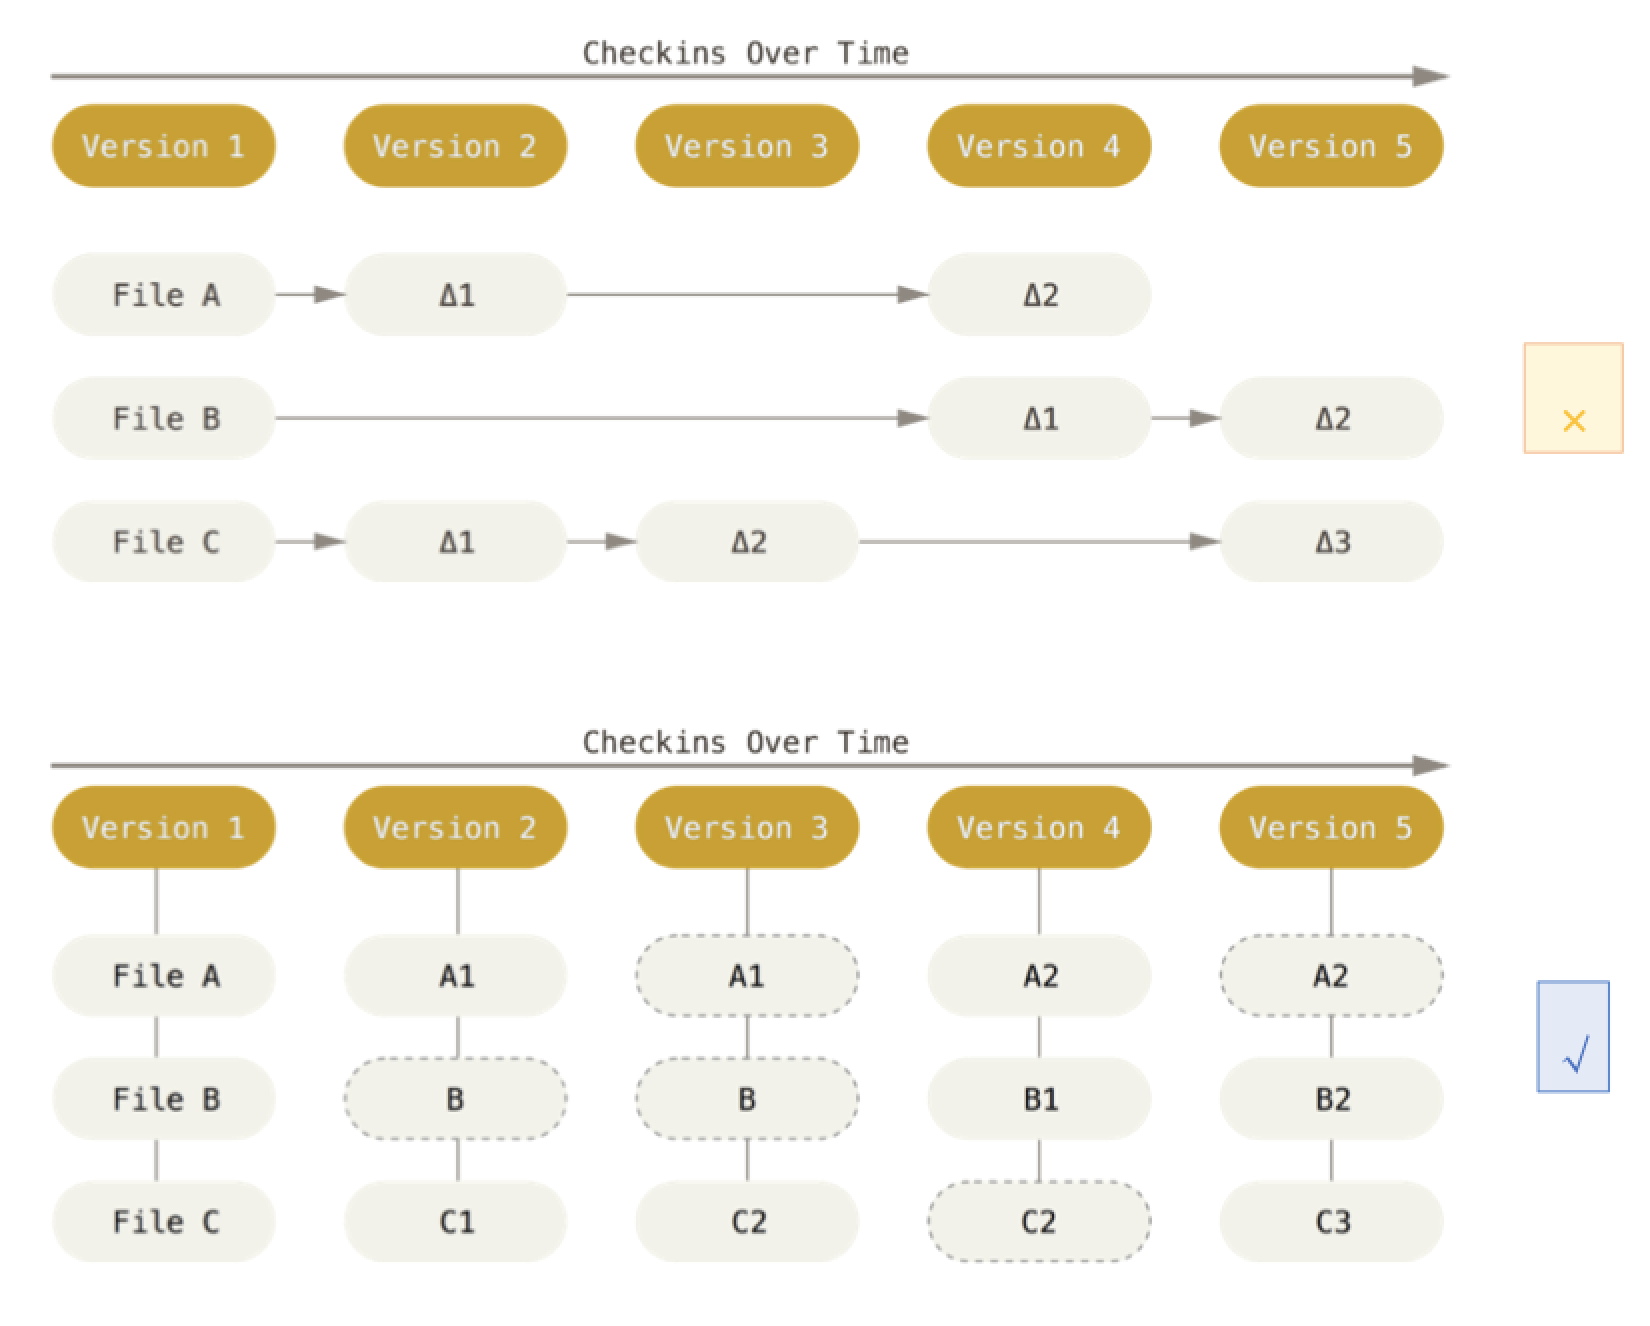 Checkins Over Time
Version 1 Version 2 Version 3 Version 4 Version 5
File A Δ1 Δ2
File B Δ1 Δ2
×
File C Δ1 Δ2 Δ3
Checkins Over Time
Version 1 Version 2 Version 3 Version 4 Version 5
File A A1 A1 A2 A2
√
File B B B B1 B2
File C C1 C2 C2 C3